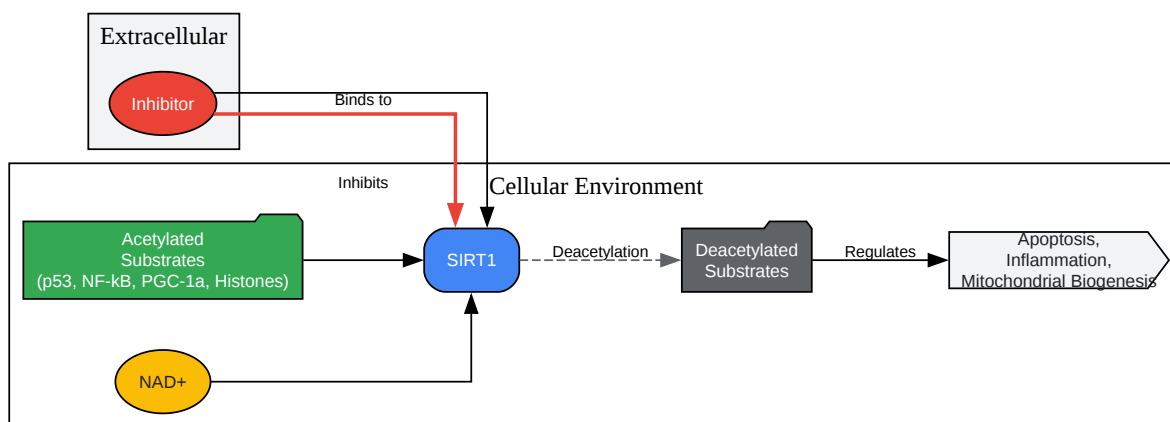 Extracellular
Inhibitor
Binds to
Inhibits
Cellular Environment
Acetylated
Substrates
(p53, NF-kB, PGC-1a, Histones)
SIRT1
Deacetylation
Deacetylated
Substrates
Regulates
Apoptosis,
Inflammation,
Mitochondrial Biogenesis
NAD+